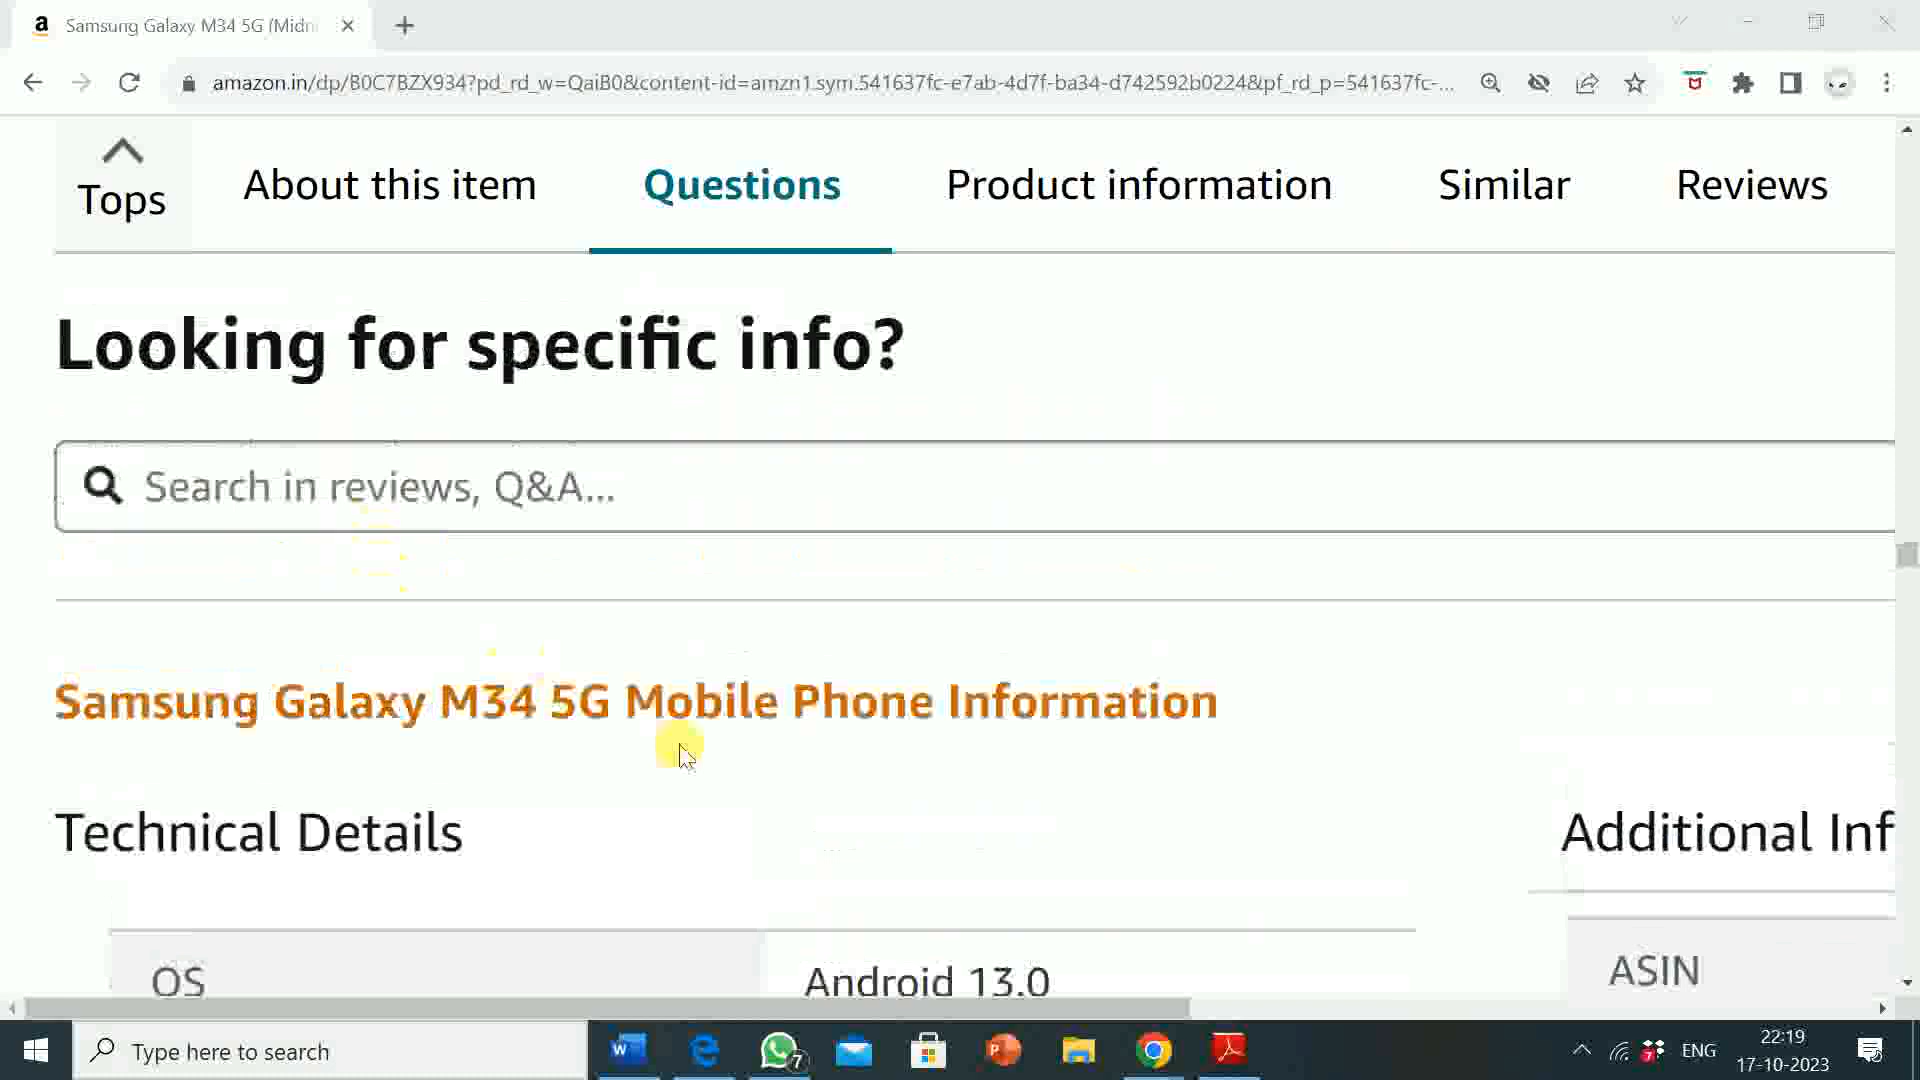 a Samsung Galaxy M34 5G (Midn
amazon.in/dp/B0C7BZX934?pd_rd_w=QaiB0&content-id=amzn1.sym.541637fc-e7ab-4d7f-ba34-d742592b0224&pf_rd_p=541637fc-...
Tops About this item Questions Product information Similar Reviews
Looking for specific info?
Search in reviews, Q&A...
Samsung Galaxy M34 5G Mobile Phone Information
Technical Details Additional Inf
OS Android 13.0 ASIN
Type here to search W 7 P 7 ENG 22:19
17-10-2023